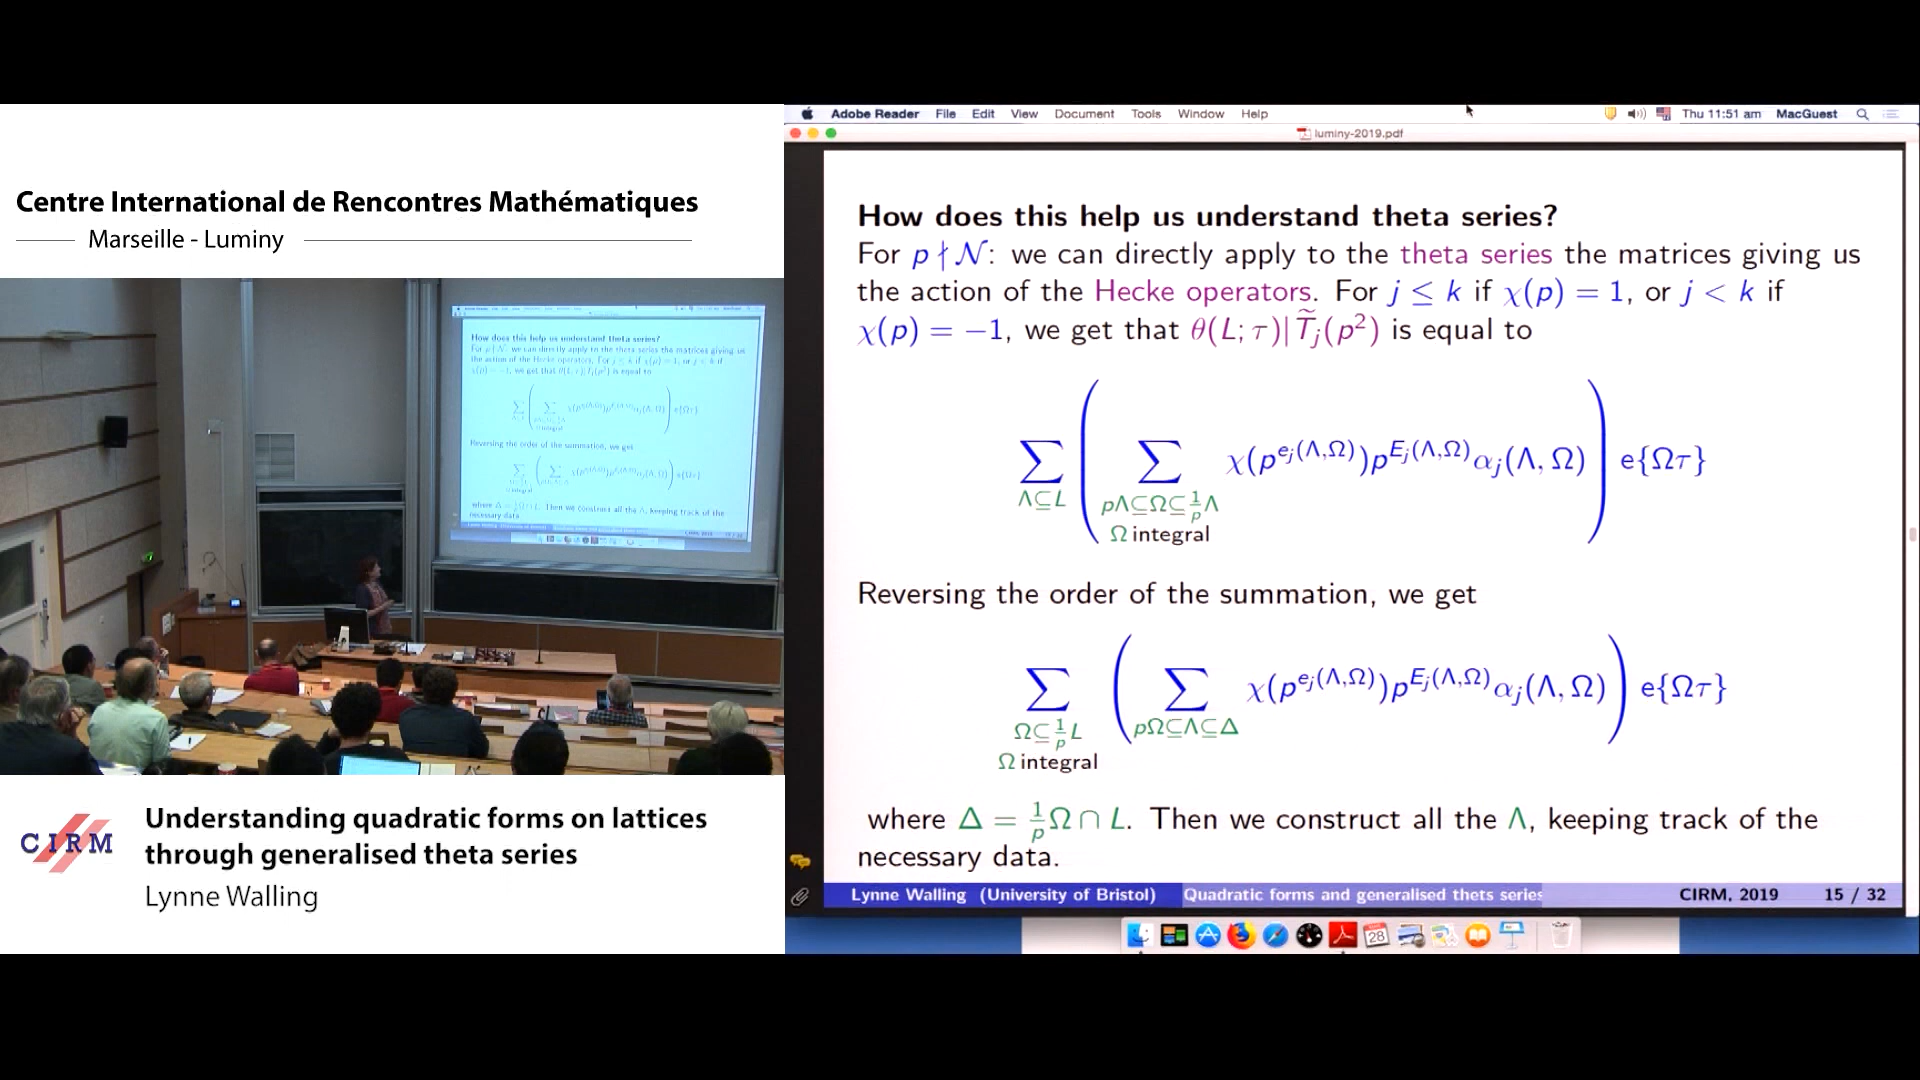 Centre International de Rencontres Mathématiques
Marseille - Luminy
Adobe Reader File Edit View Document Tools Window Help Thu 11:51 am MacGuest
luminy-2019.pdf
How does this help us understand theta series?
For p ∤ 𝒩: we can directly apply to the theta series the matrices giving us
the action of the Hecke operators. For j ≤ k if χ(p) = 1, or j < k if
χ(p) = −1, we get that θ(L; τ)| T̃ⱼ(p²) is equal to
∑_{Λ⊆L} ( ∑_{pΛ⊆Ω⊆\frac{1}{p}Λ, Ω integral} χ(p^{e_j(Λ,Ω)})p^{E_j(Λ,Ω)}α_j(Λ, Ω) ) e{Ωτ}
Reversing the order of the summation, we get
∑_{Ω⊆\frac{1}{p}L, Ω integral} ( ∑_{pΩ⊆Λ⊆Δ} χ(p^{e_j(Λ,Ω)})p^{E_j(Λ,Ω)}α_j(Λ, Ω) ) e{Ωτ}
where Δ = \frac{1}{p}Ω ∩ L. Then we construct all the Λ, keeping track of the
necessary data.
Lynne Walling (University of Bristol) Quadratic forms and generalised thets series CIRM, 2019 15 / 32
28
CIRM
Understanding quadratic forms on lattices
through generalised theta series
Lynne Walling